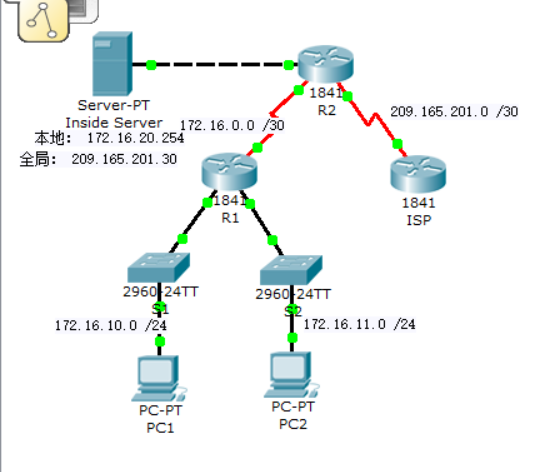 Server-PT
Inside Server
本地: 172.16.20.254
全局: 209.165.201.30
1841
R2
172.16.0.0 /30
209.165.201.0 /30
1841
R1
1841
ISP
2960-24TT
S1
2960-24TT
S2
172.16.10.0 /24
172.16.11.0 /24
PC-PT
PC1
PC-PT
PC2